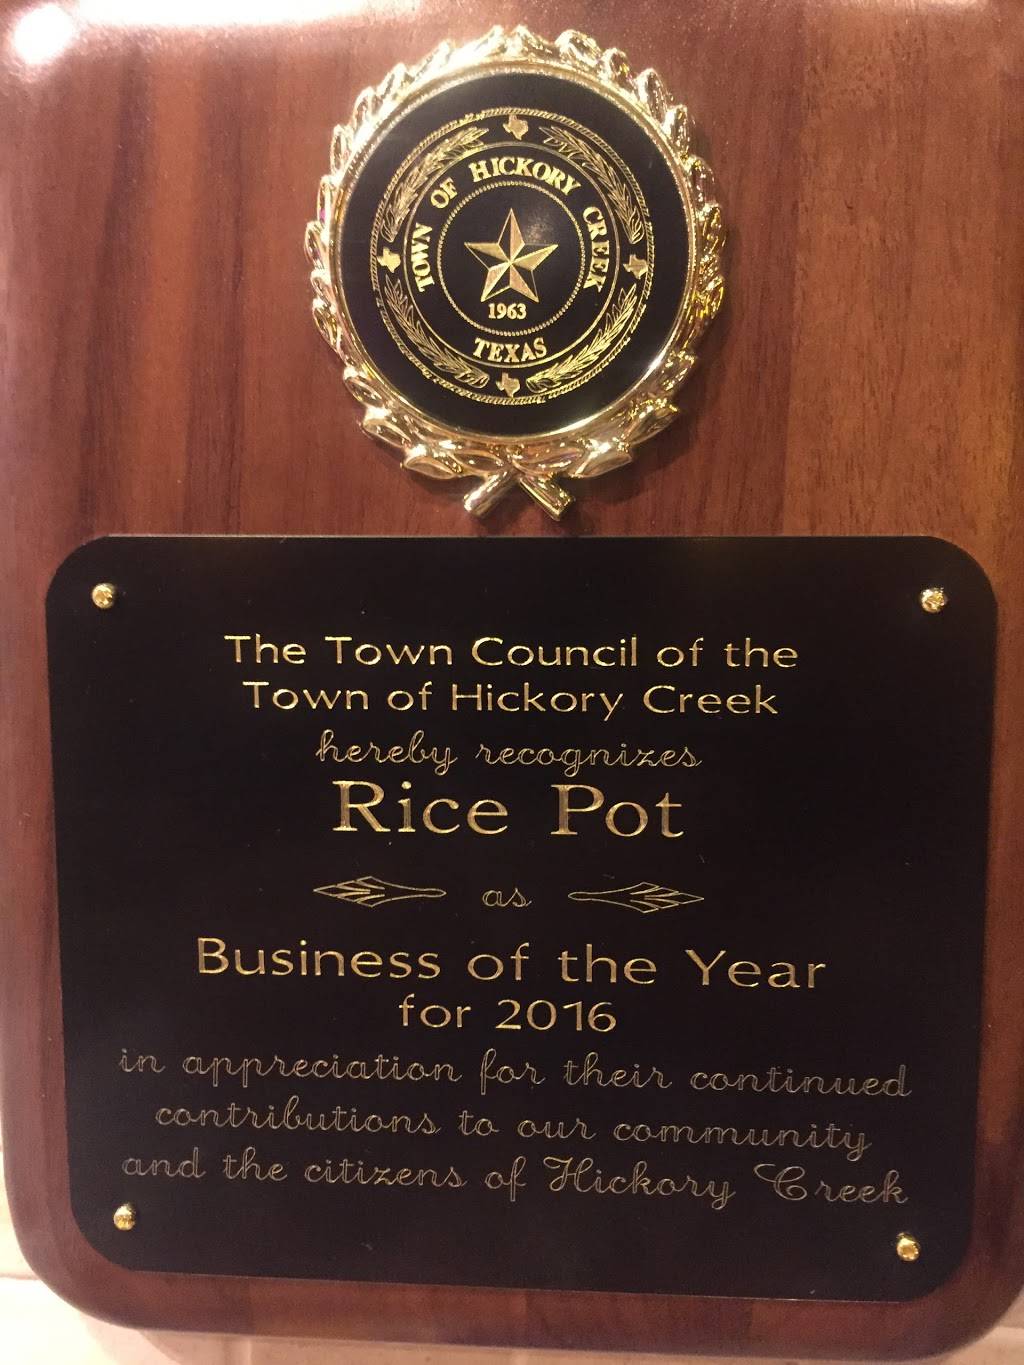 TOWN OF HICKORY CREEK
1963
TEXAS
The Town Council of the
Town of Hickory Creek
hereby recognizes
Rice Pot
as
Business of the Year
for 2016
in appreciation for their continued
contributions to our community
and the citizens of Hickory Creek